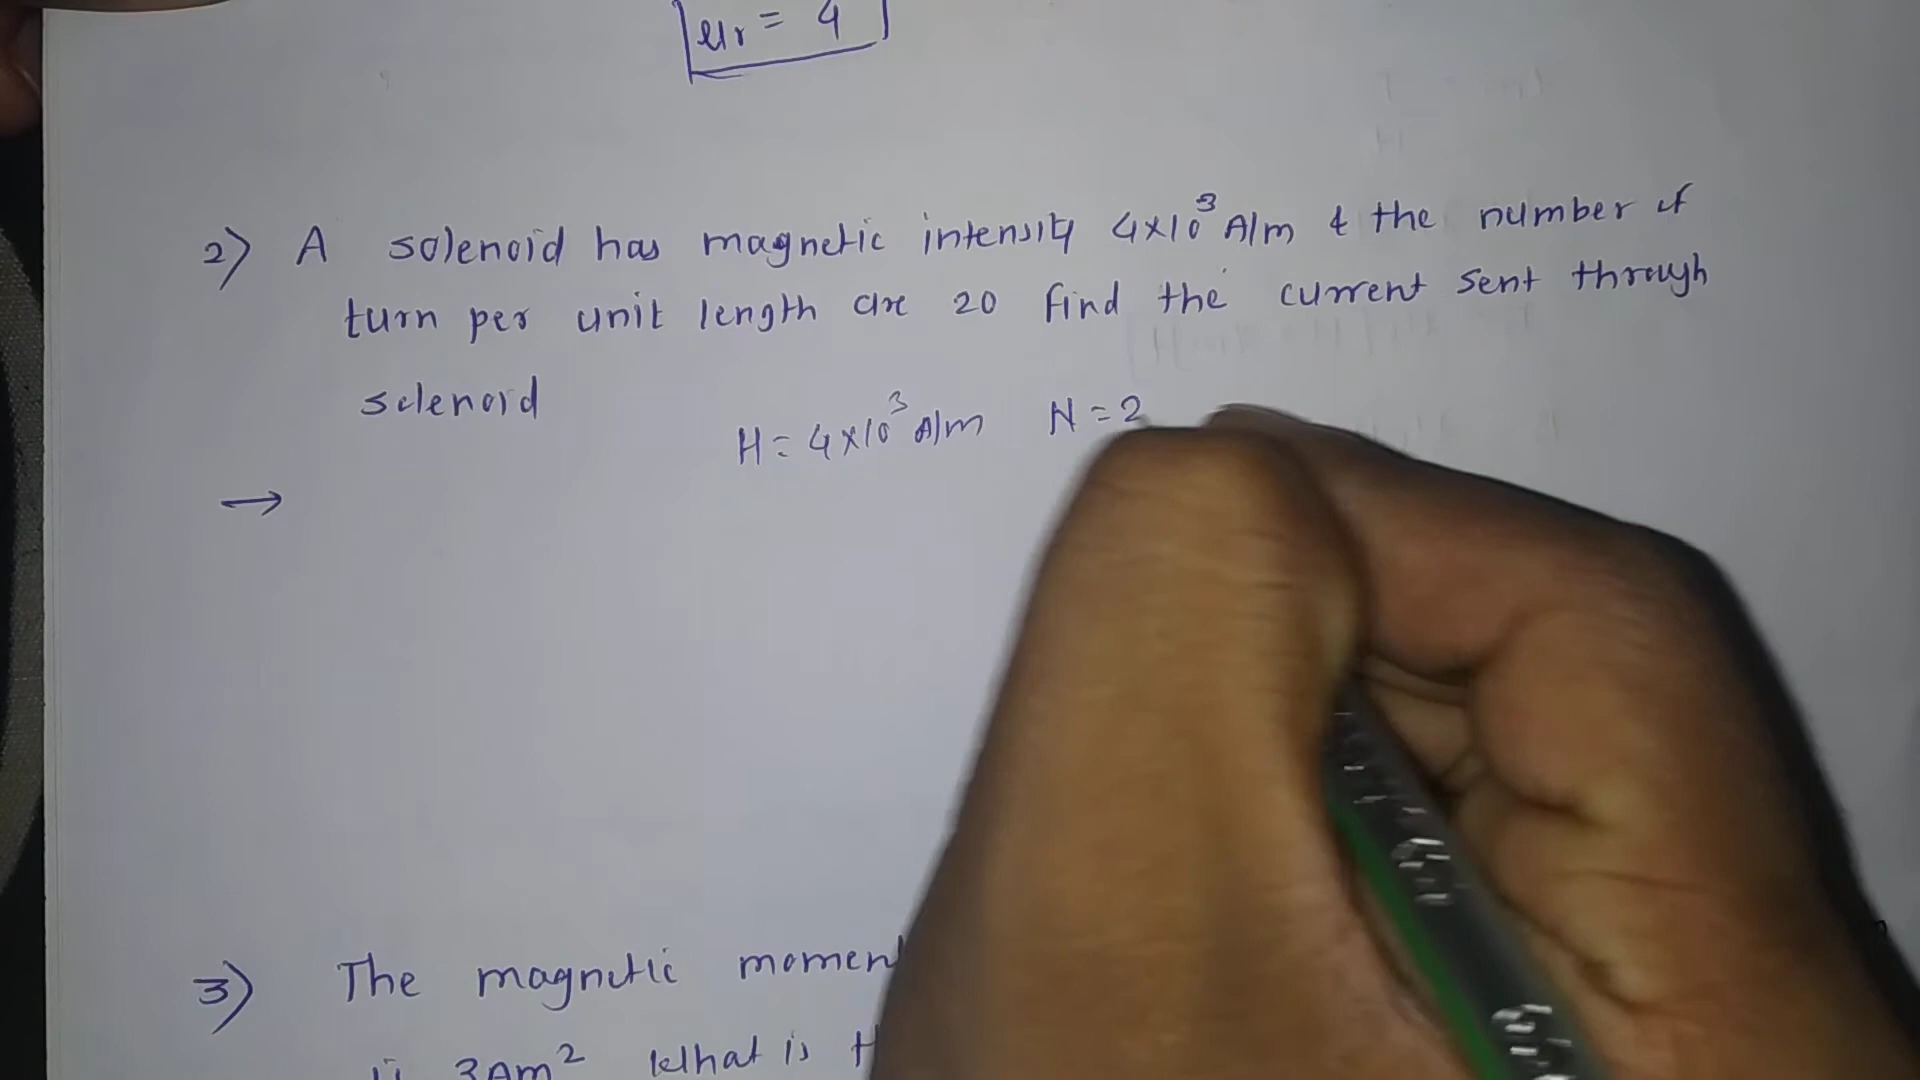 μr = 4
2) A solenoid has magnetic intensity 4×10³ A/m & the number of
turn per unit length are 20 find the current sent through
solenoid
H = 4×10³ A/m N = 2
→
3) The magnetic momen
is 3Am² What is